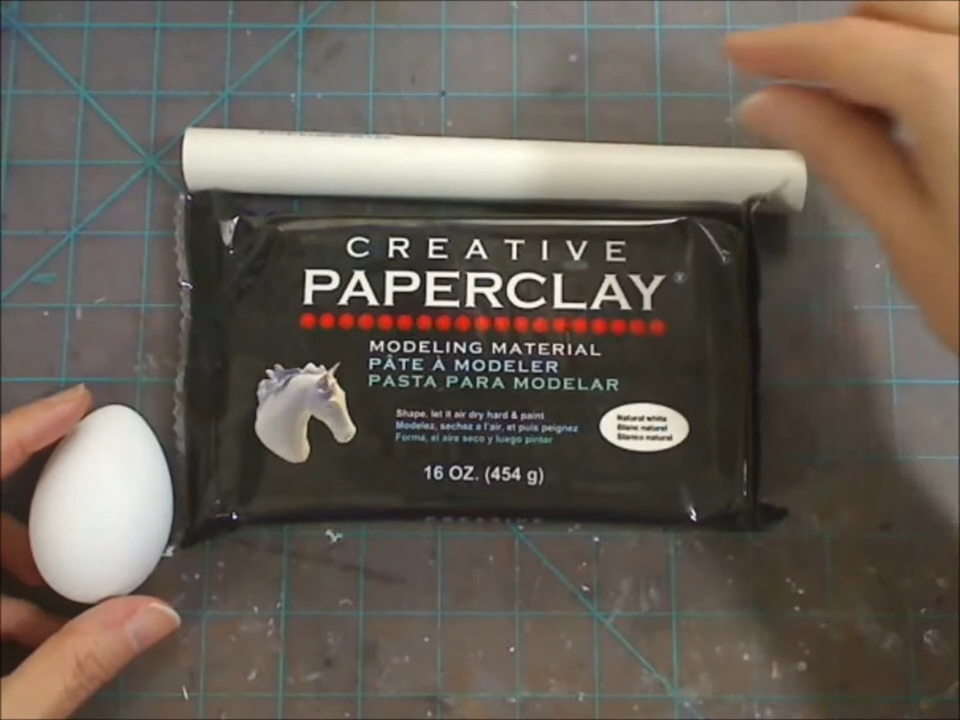 CREATIVE
PAPERCLAY®
MODELING MATERIAL
PÂTE À MODELER
PASTA PARA MODELAR
Shape, let it air dry hard & paint
Modelez, sechez a l'air, et puis peignez
Forma, el aire seco y luego pintar
Natural white
Blanc naturel
Blanco natural
16 OZ. (454 g)